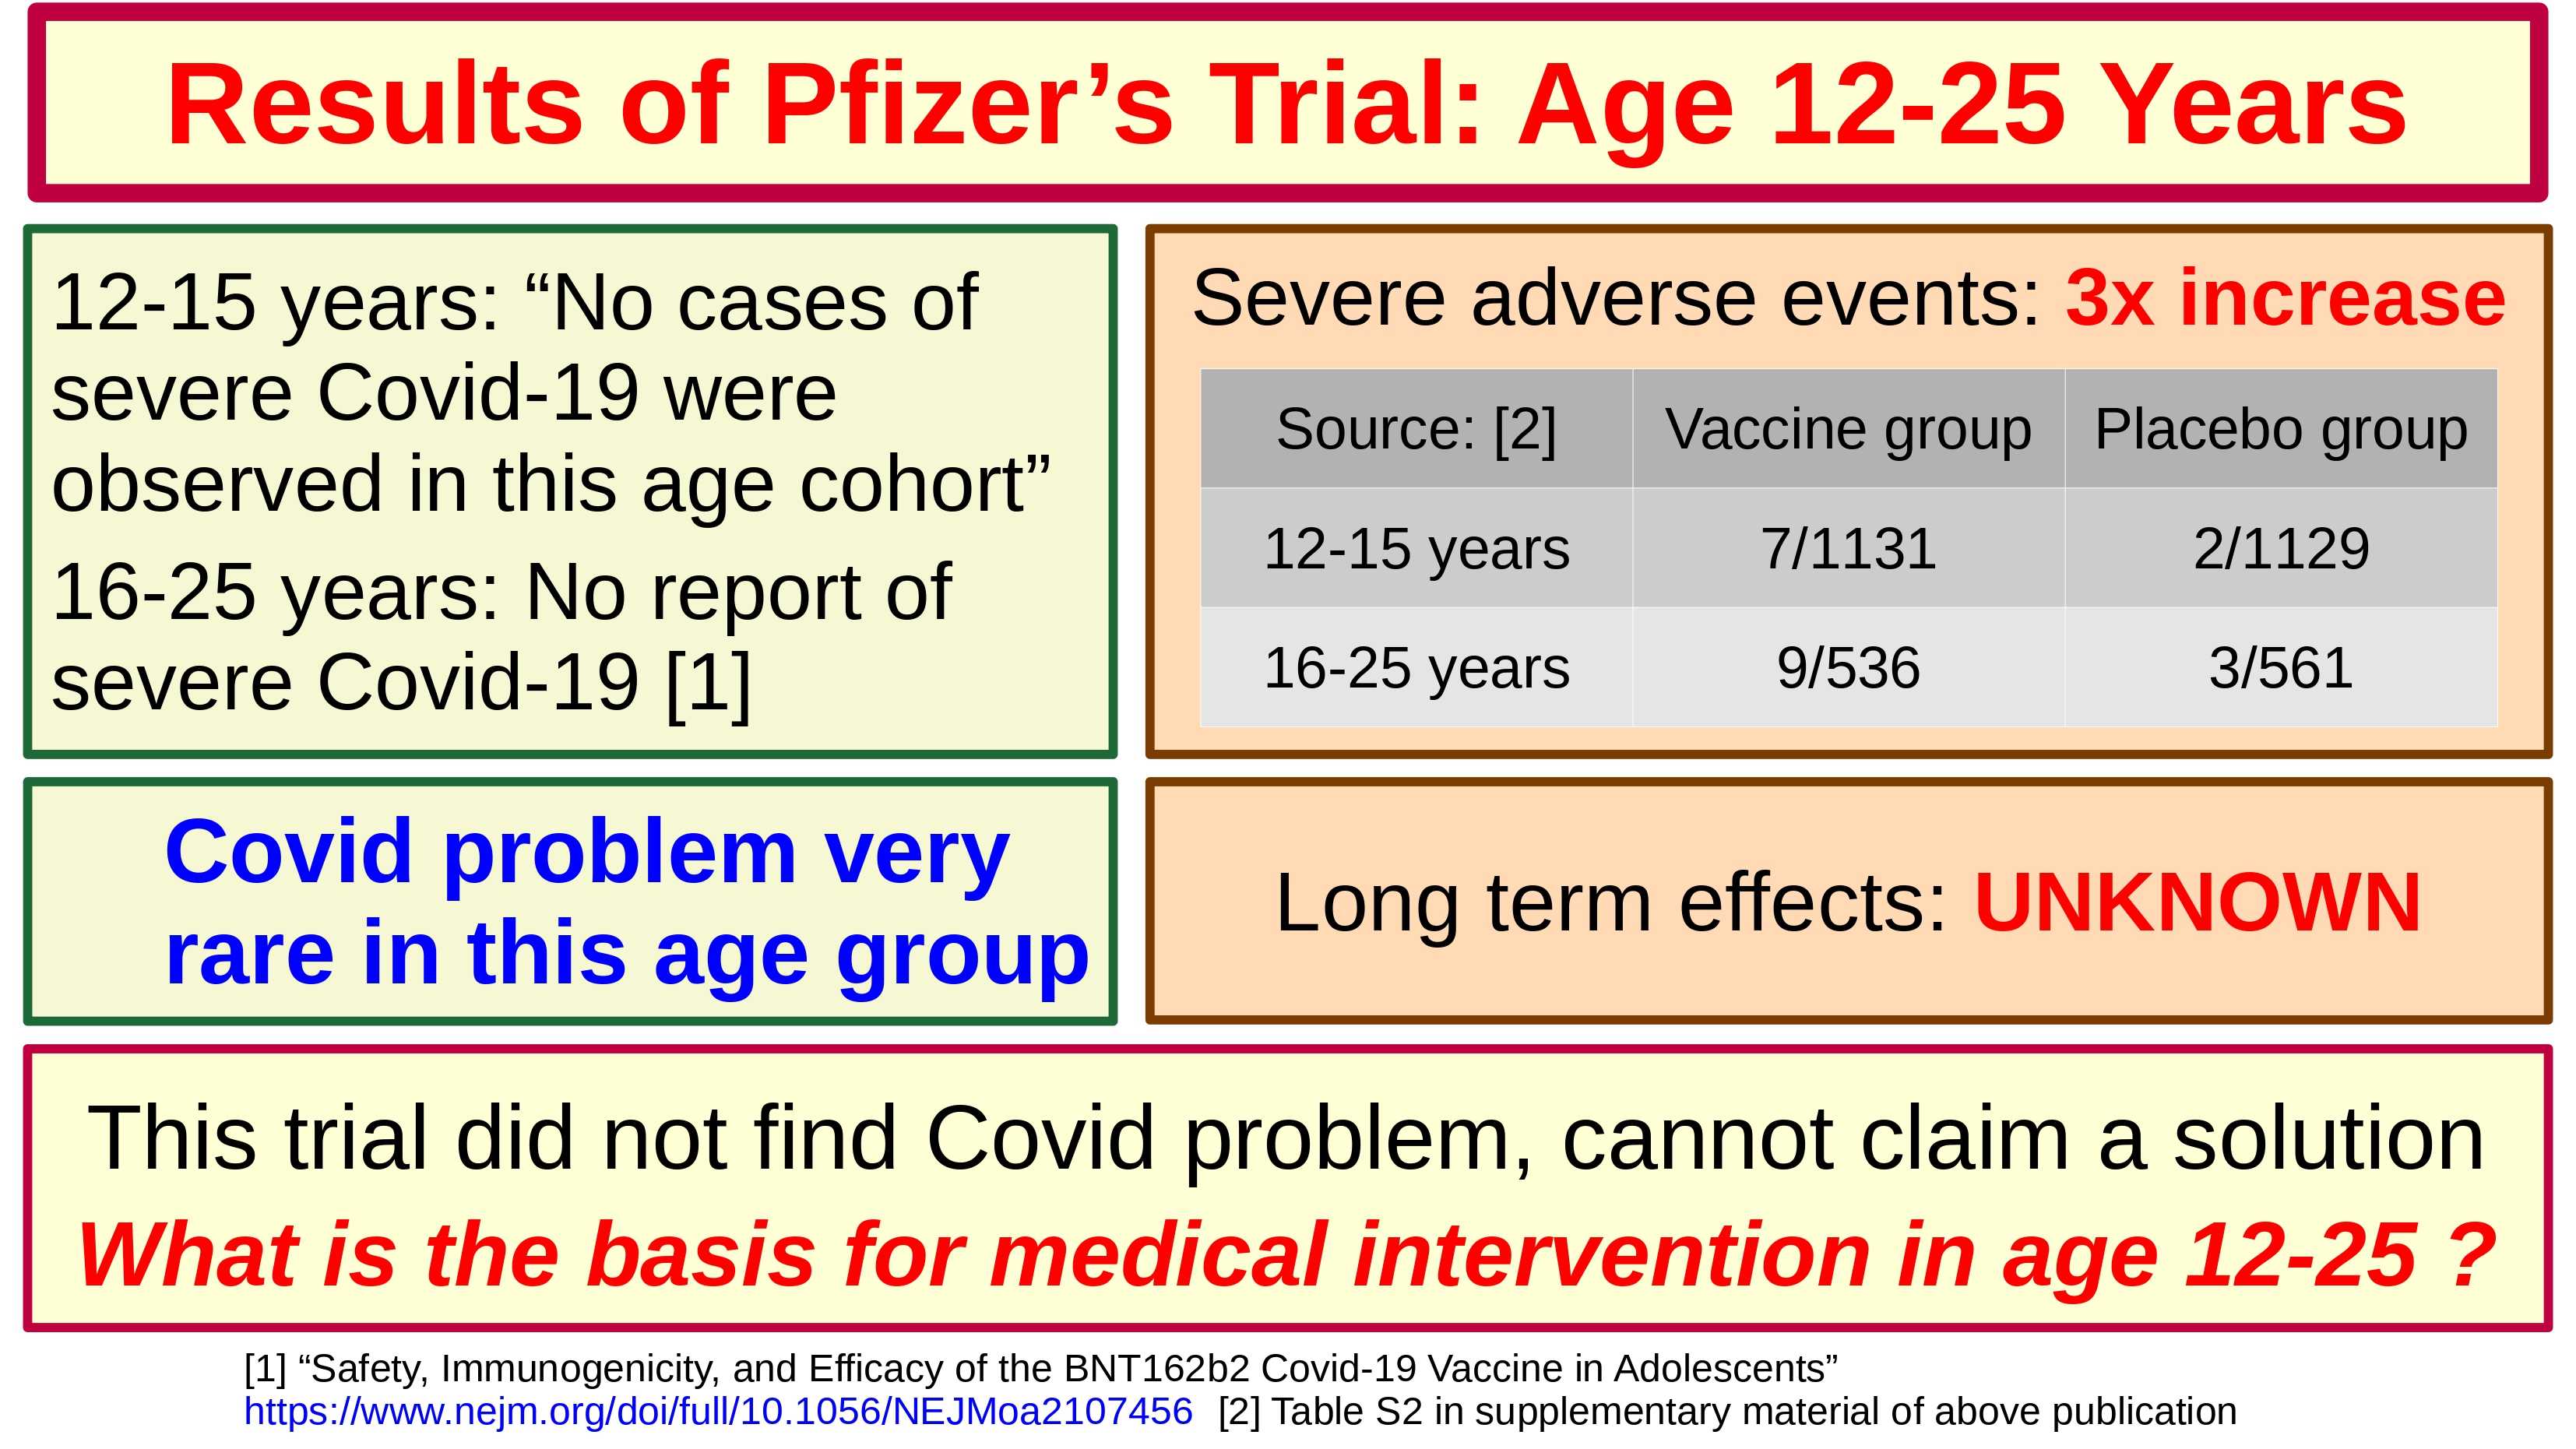 Results of Pfizer’s Trial: Age 12-25 Years
12-15 years: “No cases of
severe Covid-19 were
observed in this age cohort”
16-25 years: No report of
severe Covid-19 [1]
Severe adverse events: 3x increase
Source: [2] Vaccine group Placebo group
12-15 years 7/1131 2/1129
16-25 years 9/536 3/561
Covid problem very
rare in this age group
Long term effects: UNKNOWN
This trial did not find Covid problem, cannot claim a solution
What is the basis for medical intervention in age 12-25 ?
[1] “Safety, Immunogenicity, and Efficacy of the BNT162b2 Covid-19 Vaccine in Adolescents”
https://www.nejm.org/doi/full/10.1056/NEJMoa2107456 [2] Table S2 in supplementary material of above publication